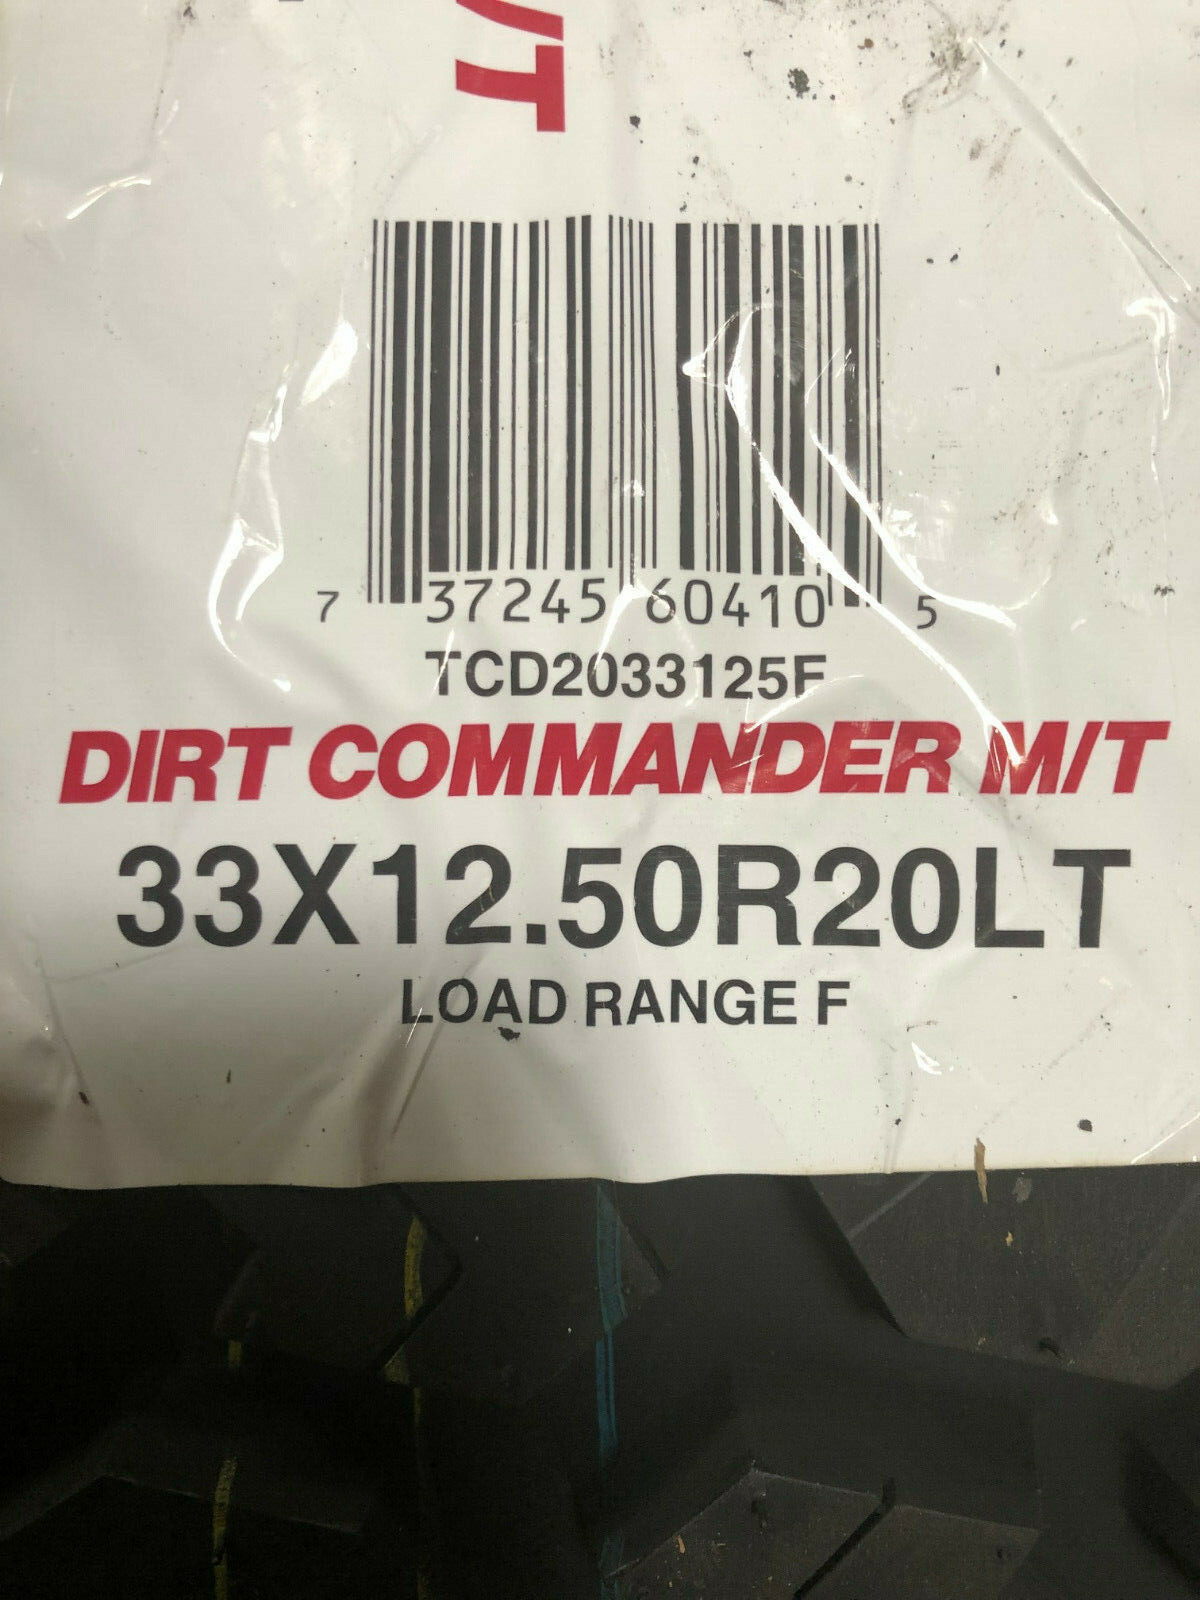 /T
7 37245 60410 5
TCD2033125F
DIRT COMMANDER M/T
33X12.50R20LT
LOAD RANGE F